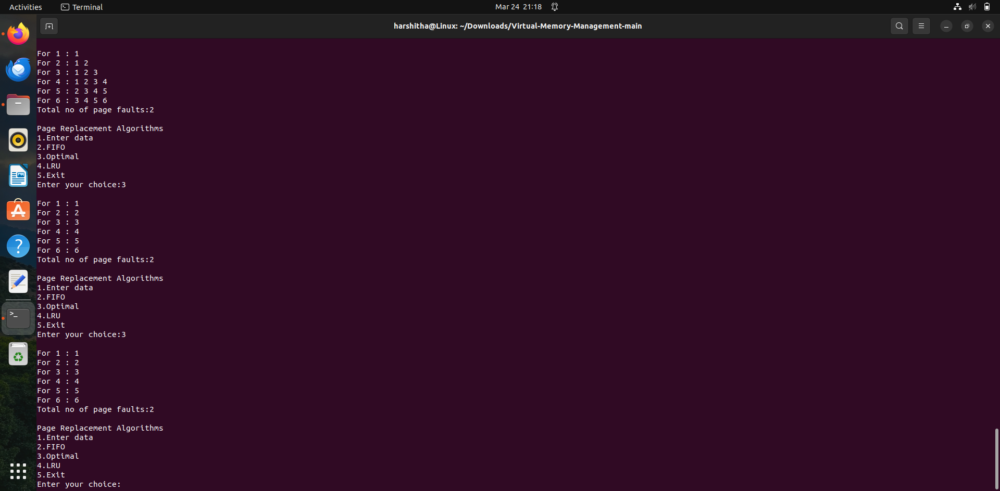 Activities Terminal Mar 24 21:18
harshitha@Linux: ~/Downloads/Virtual-Memory-Management-main
For 1 : 1
For 2 : 1 2
For 3 : 1 2 3
For 4 : 1 2 3 4
For 5 : 2 3 4 5
For 6 : 3 4 5 6
Total no of page faults:2
Page Replacement Algorithms
1.Enter data
2.FIFO
3.Optimal
4.LRU
5.Exit
Enter your choice:3
For 1 : 1
For 2 : 2
For 3 : 3
For 4 : 4
For 5 : 5
For 6 : 6
Total no of page faults:2
Page Replacement Algorithms
1.Enter data
2.FIFO
3.Optimal
4.LRU
5.Exit
Enter your choice:3
For 1 : 1
For 2 : 2
For 3 : 3
For 4 : 4
For 5 : 5
For 6 : 6
Total no of page faults:2
Page Replacement Algorithms
1.Enter data
2.FIFO
3.Optimal
4.LRU
5.Exit
Enter your choice: